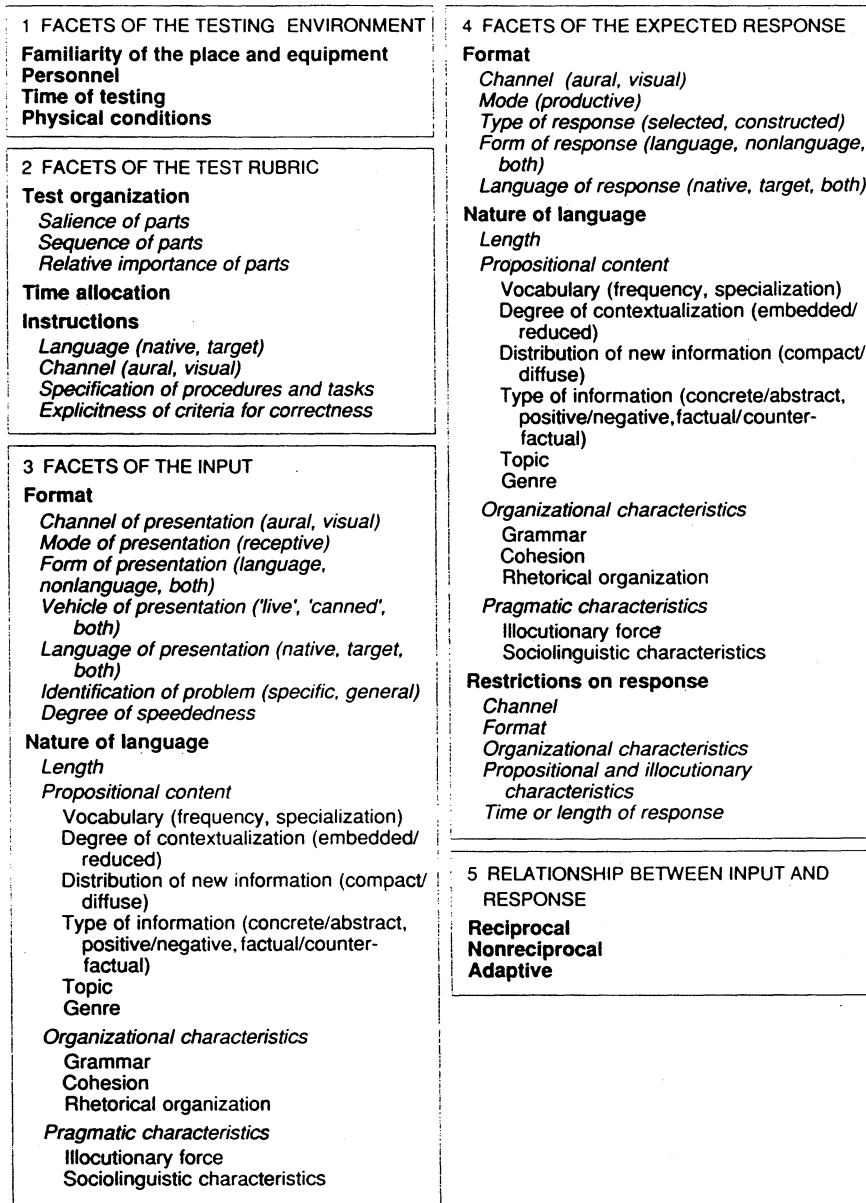 1 FACETS OF THE TESTING ENVIRONMENT
Familiarity of the place and equipment
Personnel
Time of testing
Physical conditions
2 FACETS OF THE TEST RUBRIC
Test organization
Salience of parts
Sequence of parts
Relative importance of parts
Time allocation
Instructions
Language (native, target)
Channel (aural, visual)
Specification of procedures and tasks
Explicitness of criteria for correctness
3 FACETS OF THE INPUT
Format
Channel of presentation (aural, visual)
Mode of presentation (receptive)
Form of presentation (language,
nonlanguage, both)
Vehicle of presentation ('live', 'canned',
both)
Language of presentation (native, target,
both)
Identification of problem (specific, general)
Degree of speededness
Nature of language
Length
Propositional content
Vocabulary (frequency, specialization)
Degree of contextualization (embedded/
reduced)
Distribution of new information (compact/
diffuse)
Type of information (concrete/abstract,
positive/negative, factual/counter-
factual)
Topic
Genre
Organizational characteristics
Grammar
Cohesion
Rhetorical organization
Pragmatic characteristics
Illocutionary force
Sociolinguistic characteristics
4 FACETS OF THE EXPECTED RESPONSE
Format
Channel (aural, visual)
Mode (productive)
Type of response (selected, constructed)
Form of response (language, nonlanguage,
both)
Language of response (native, target, both)
Nature of language
Length
Propositional content
Vocabulary (frequency, specialization)
Degree of contextualization (embedded/
reduced)
Distribution of new information (compact/
diffuse)
Type of information (concrete/abstract,
positive/negative, factual/counter-
factual)
Topic
Genre
Organizational characteristics
Grammar
Cohesion
Rhetorical organization
Pragmatic characteristics
Illocutionary force
Sociolinguistic characteristics
Restrictions on response
Channel
Format
Organizational characteristics
Propositional and illocutionary
characteristics
Time or length of response
5 RELATIONSHIP BETWEEN INPUT AND
RESPONSE
Reciprocal
Nonreciprocal
Adaptive